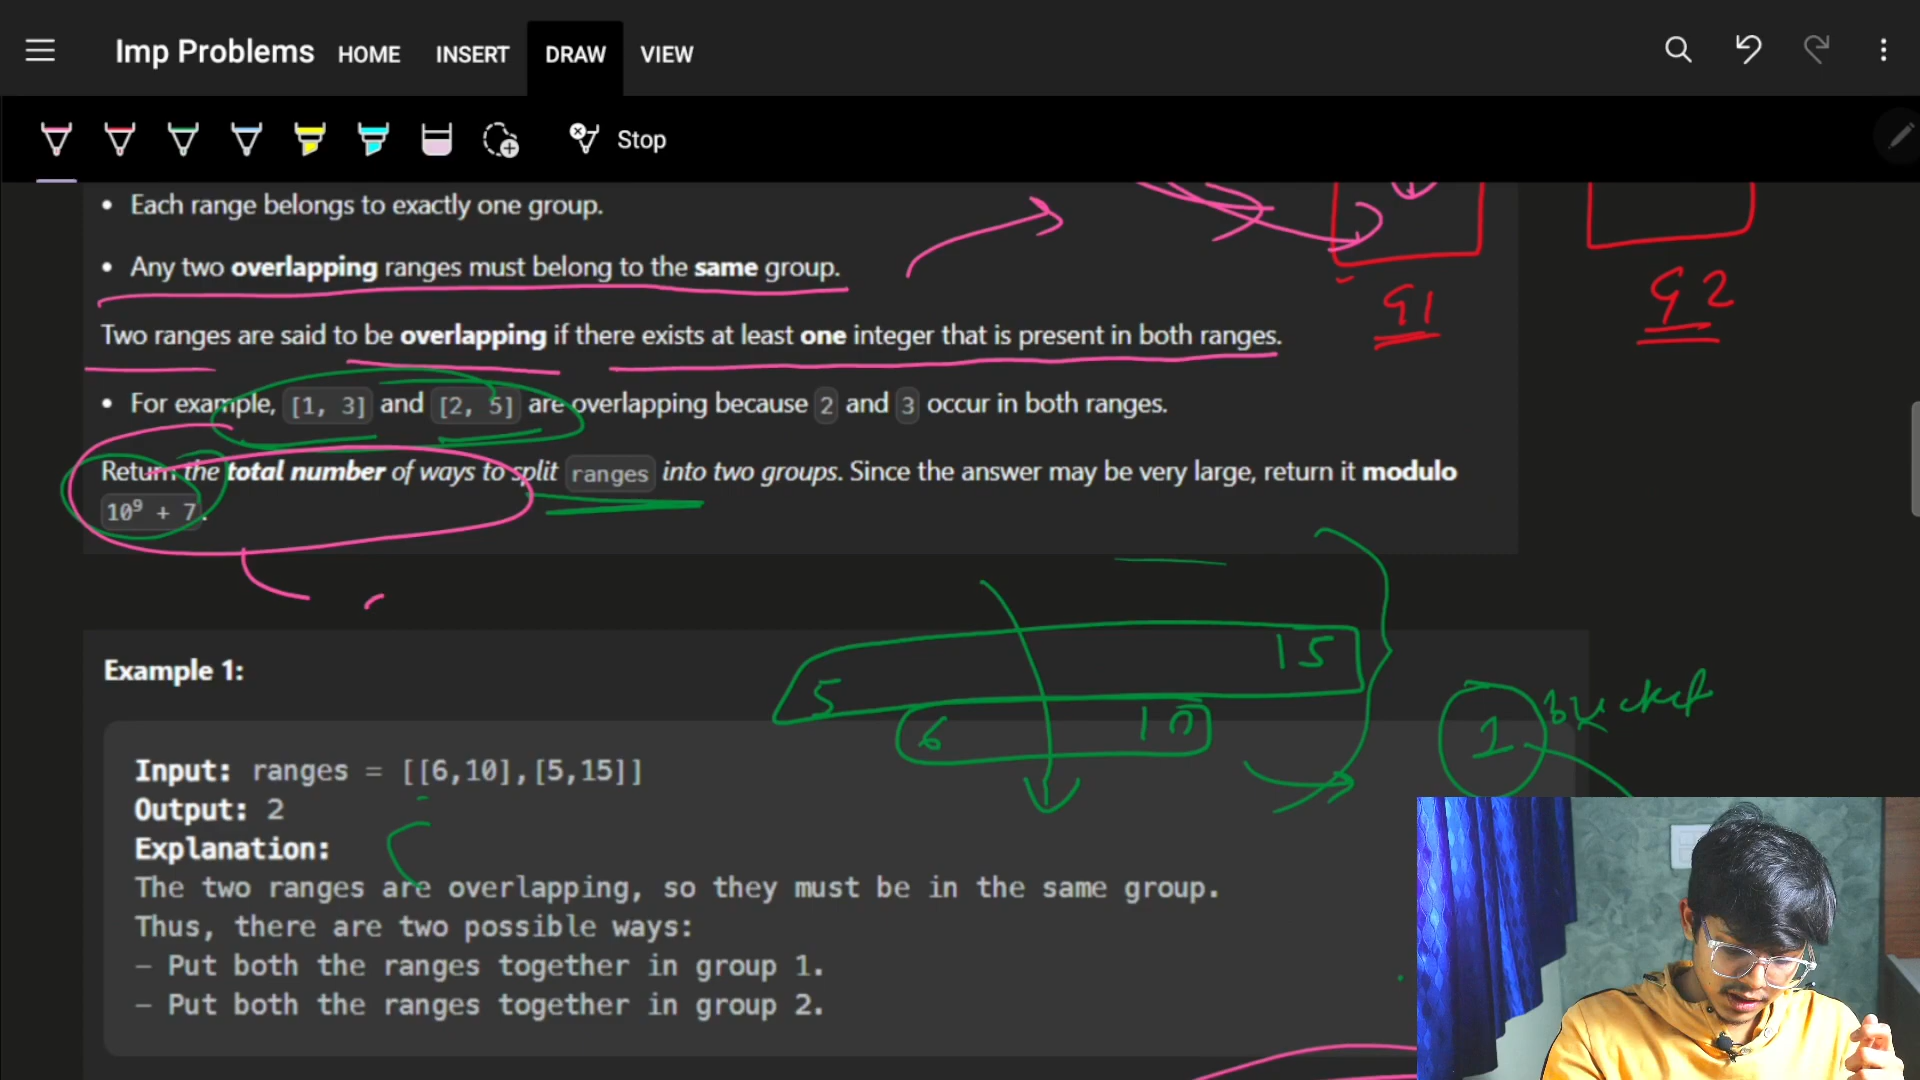 Imp Problems HOME INSERT DRAW VIEW
Stop
• Each range belongs to exactly one group.
• Any two overlapping ranges must belong to the same group.
G1
G2
Two ranges are said to be overlapping if there exists at least one integer that is present in both ranges.
• For example, [1, 3] and [2, 5] are overlapping because 2 and 3 occur in both ranges.
Return the total number of ways to split ranges into two groups. Since the answer may be very large, return it modulo
10⁹ + 7.
Example 1:
5 15
6 10
1 bucket
Input: ranges = [[6,10],[5,15]]
Output: 2
Explanation:
The two ranges are overlapping, so they must be in the same group.
Thus, there are two possible ways:
- Put both the ranges together in group 1.
- Put both the ranges together in group 2.